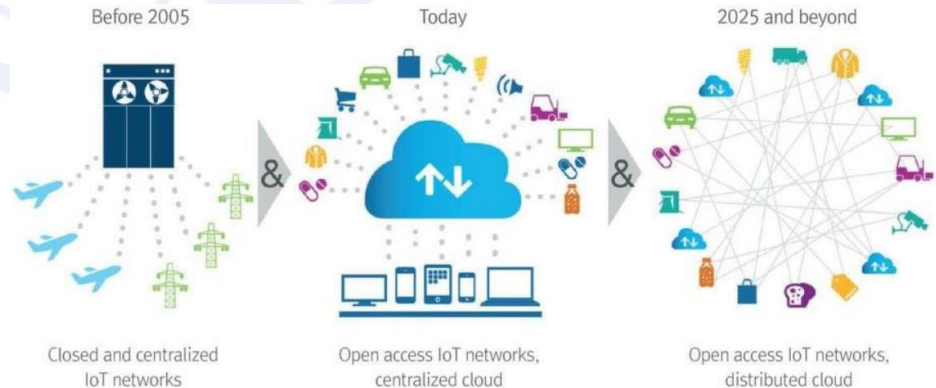 Before 2005
Today
2025 and beyond
&
&
Closed and centralized
IoT networks
Open access IoT networks,
centralized cloud
Open access IoT networks,
distributed cloud